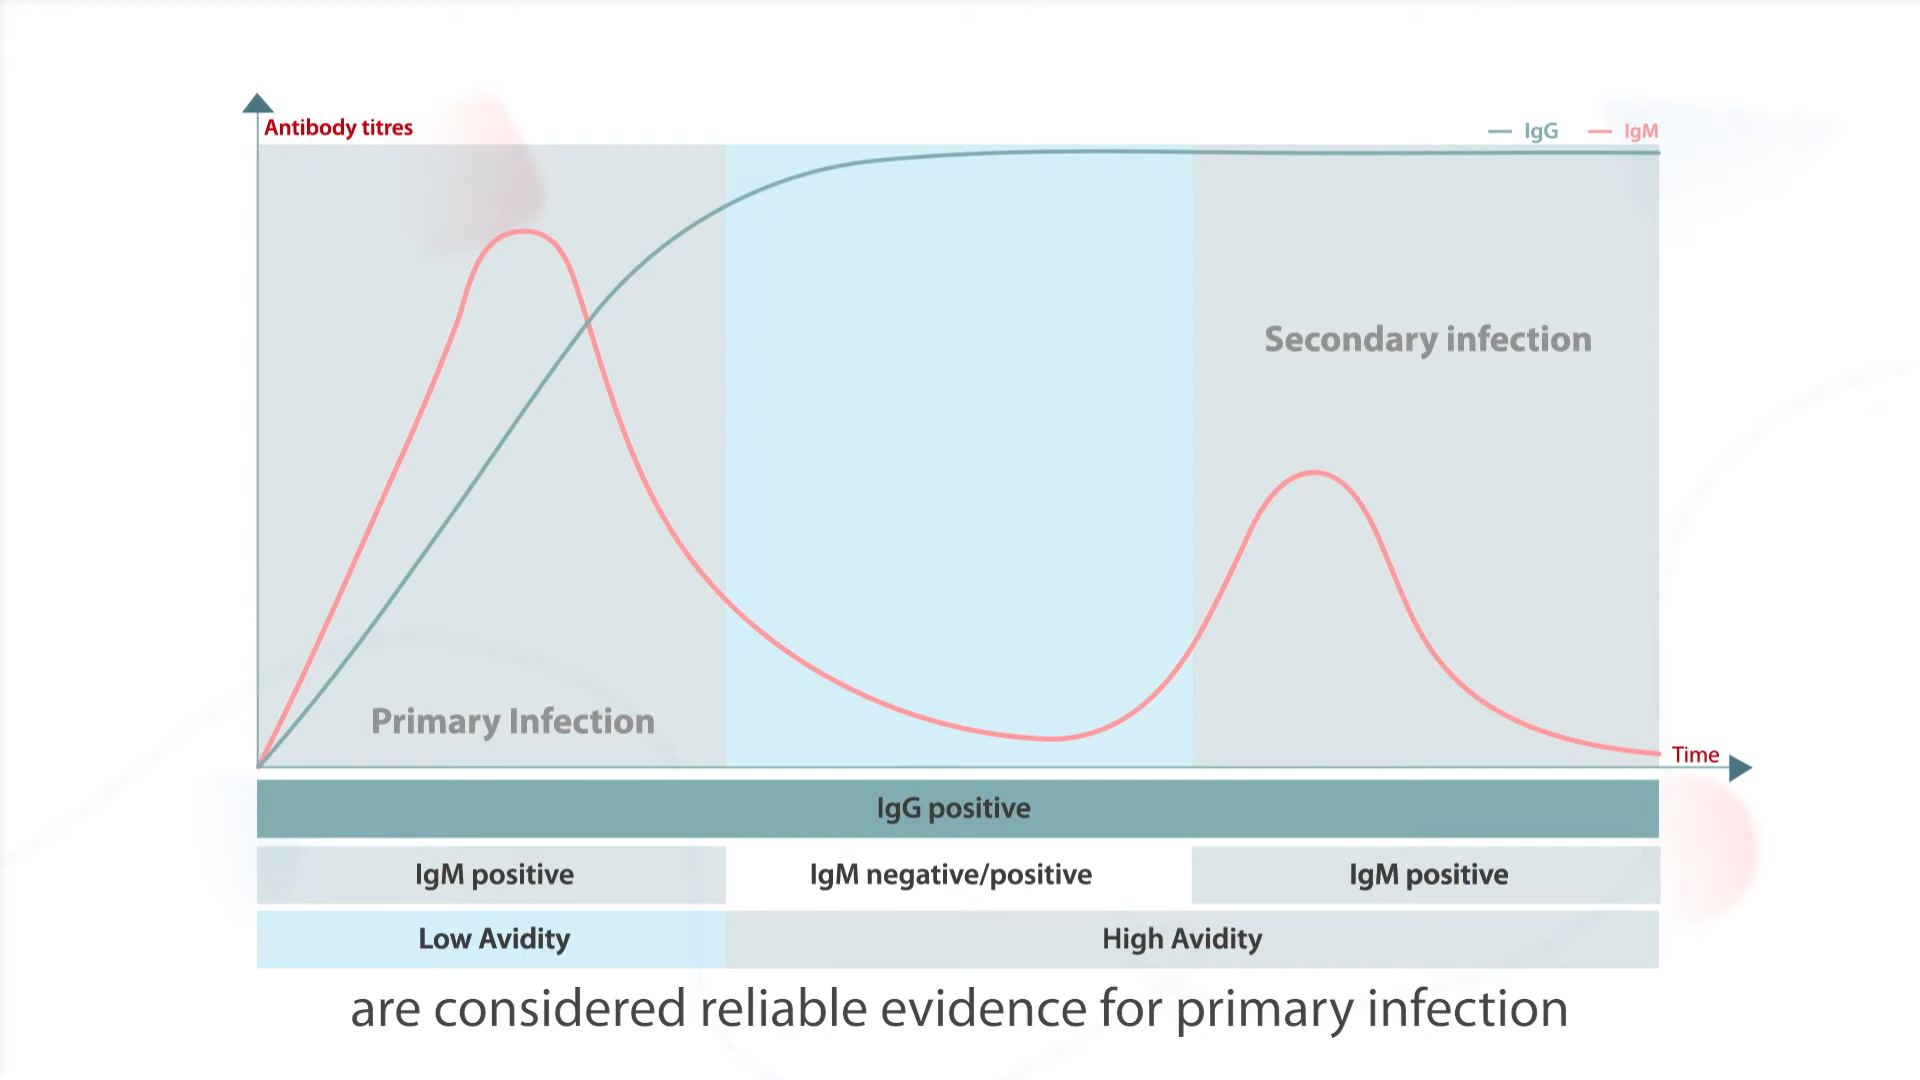 Antibody titres
IgG
IgM
Secondary infection
Primary Infection
Time
IgG positive
IgM positive
IgM negative/positive
IgM positive
Low Avidity
High Avidity
are considered reliable evidence for primary infection